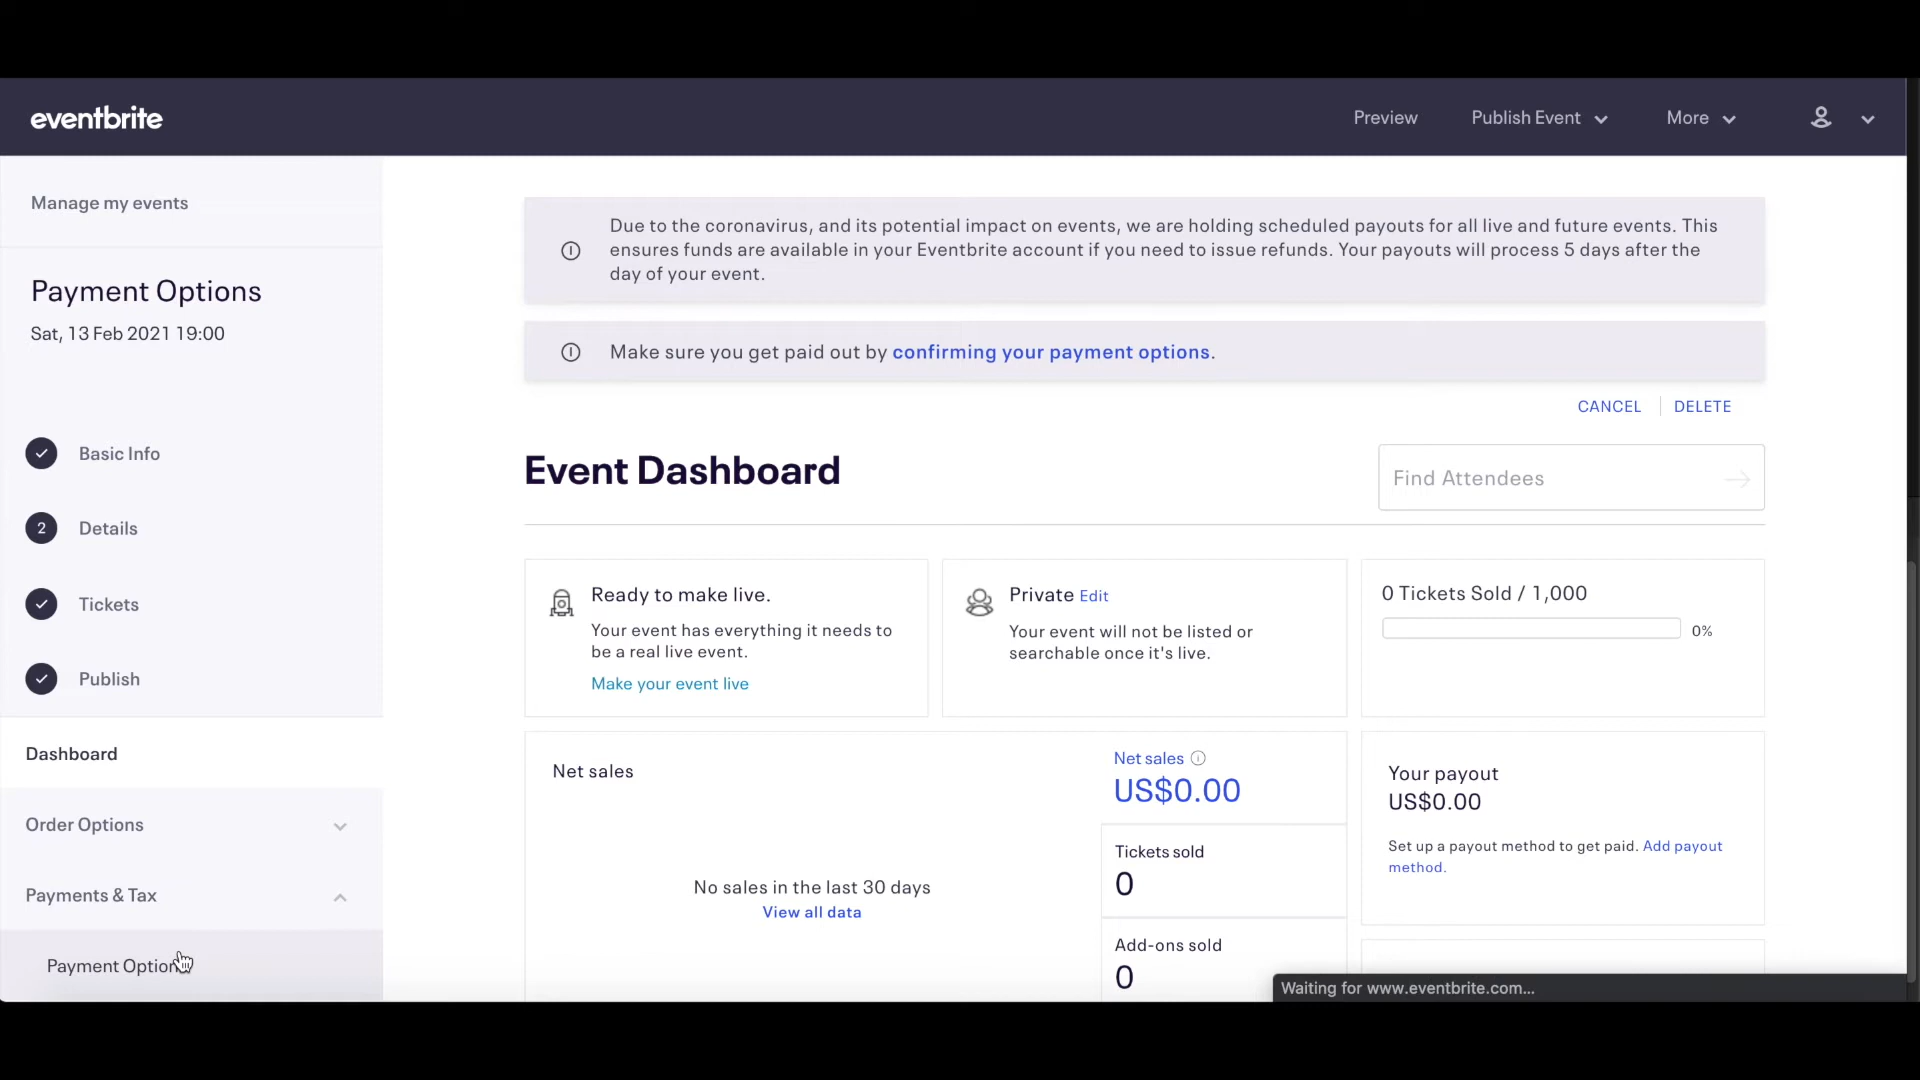 eventbrite
Preview
Publish Event
More
Manage my events
Payment Options
Sat, 13 Feb 2021 19:00
Basic Info
2
Details
Tickets
Publish
Dashboard
Order Options
Payments & Tax
Payment Option
Due to the coronavirus, and its potential impact on events, we are holding scheduled payouts for all live and future events. This
ensures funds are available in your Eventbrite account if you need to issue refunds. Your payouts will process 5 days after the
day of your event.
Make sure you get paid out by confirming your payment options.
CANCEL
DELETE
Event Dashboard
Find Attendees
Ready to make live.
Your event has everything it needs to
be a real live event.
Make your event live
Private Edit
Your event will not be listed or
searchable once it's live.
0 Tickets Sold / 1,000
0%
Net sales
No sales in the last 30 days
View all data
Net sales
US$0.00
Tickets sold
0
Add-ons sold
0
Your payout
US$0.00
Set up a payout method to get paid. Add payout
method.
Waiting for www.eventbrite.com...